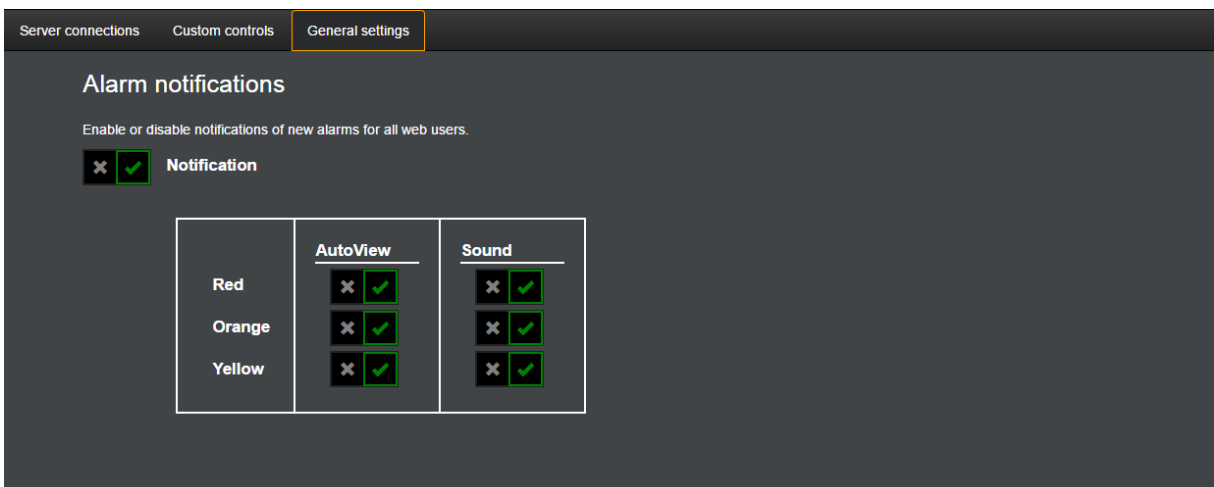 Server connections Custom controls General settings
Alarm notifications
Enable or disable notifications of new alarms for all web users.
Notification
AutoView Sound
Red
Orange
Yellow